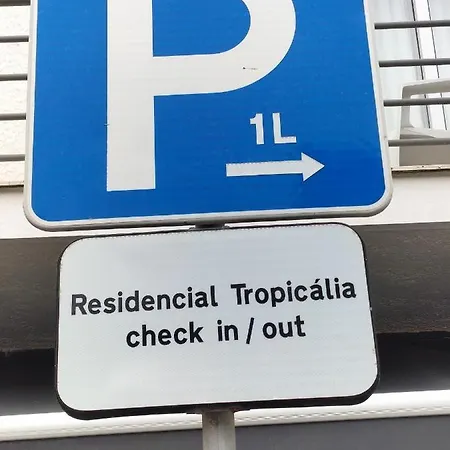 P
1L
Residencial Tropicália
check in / out